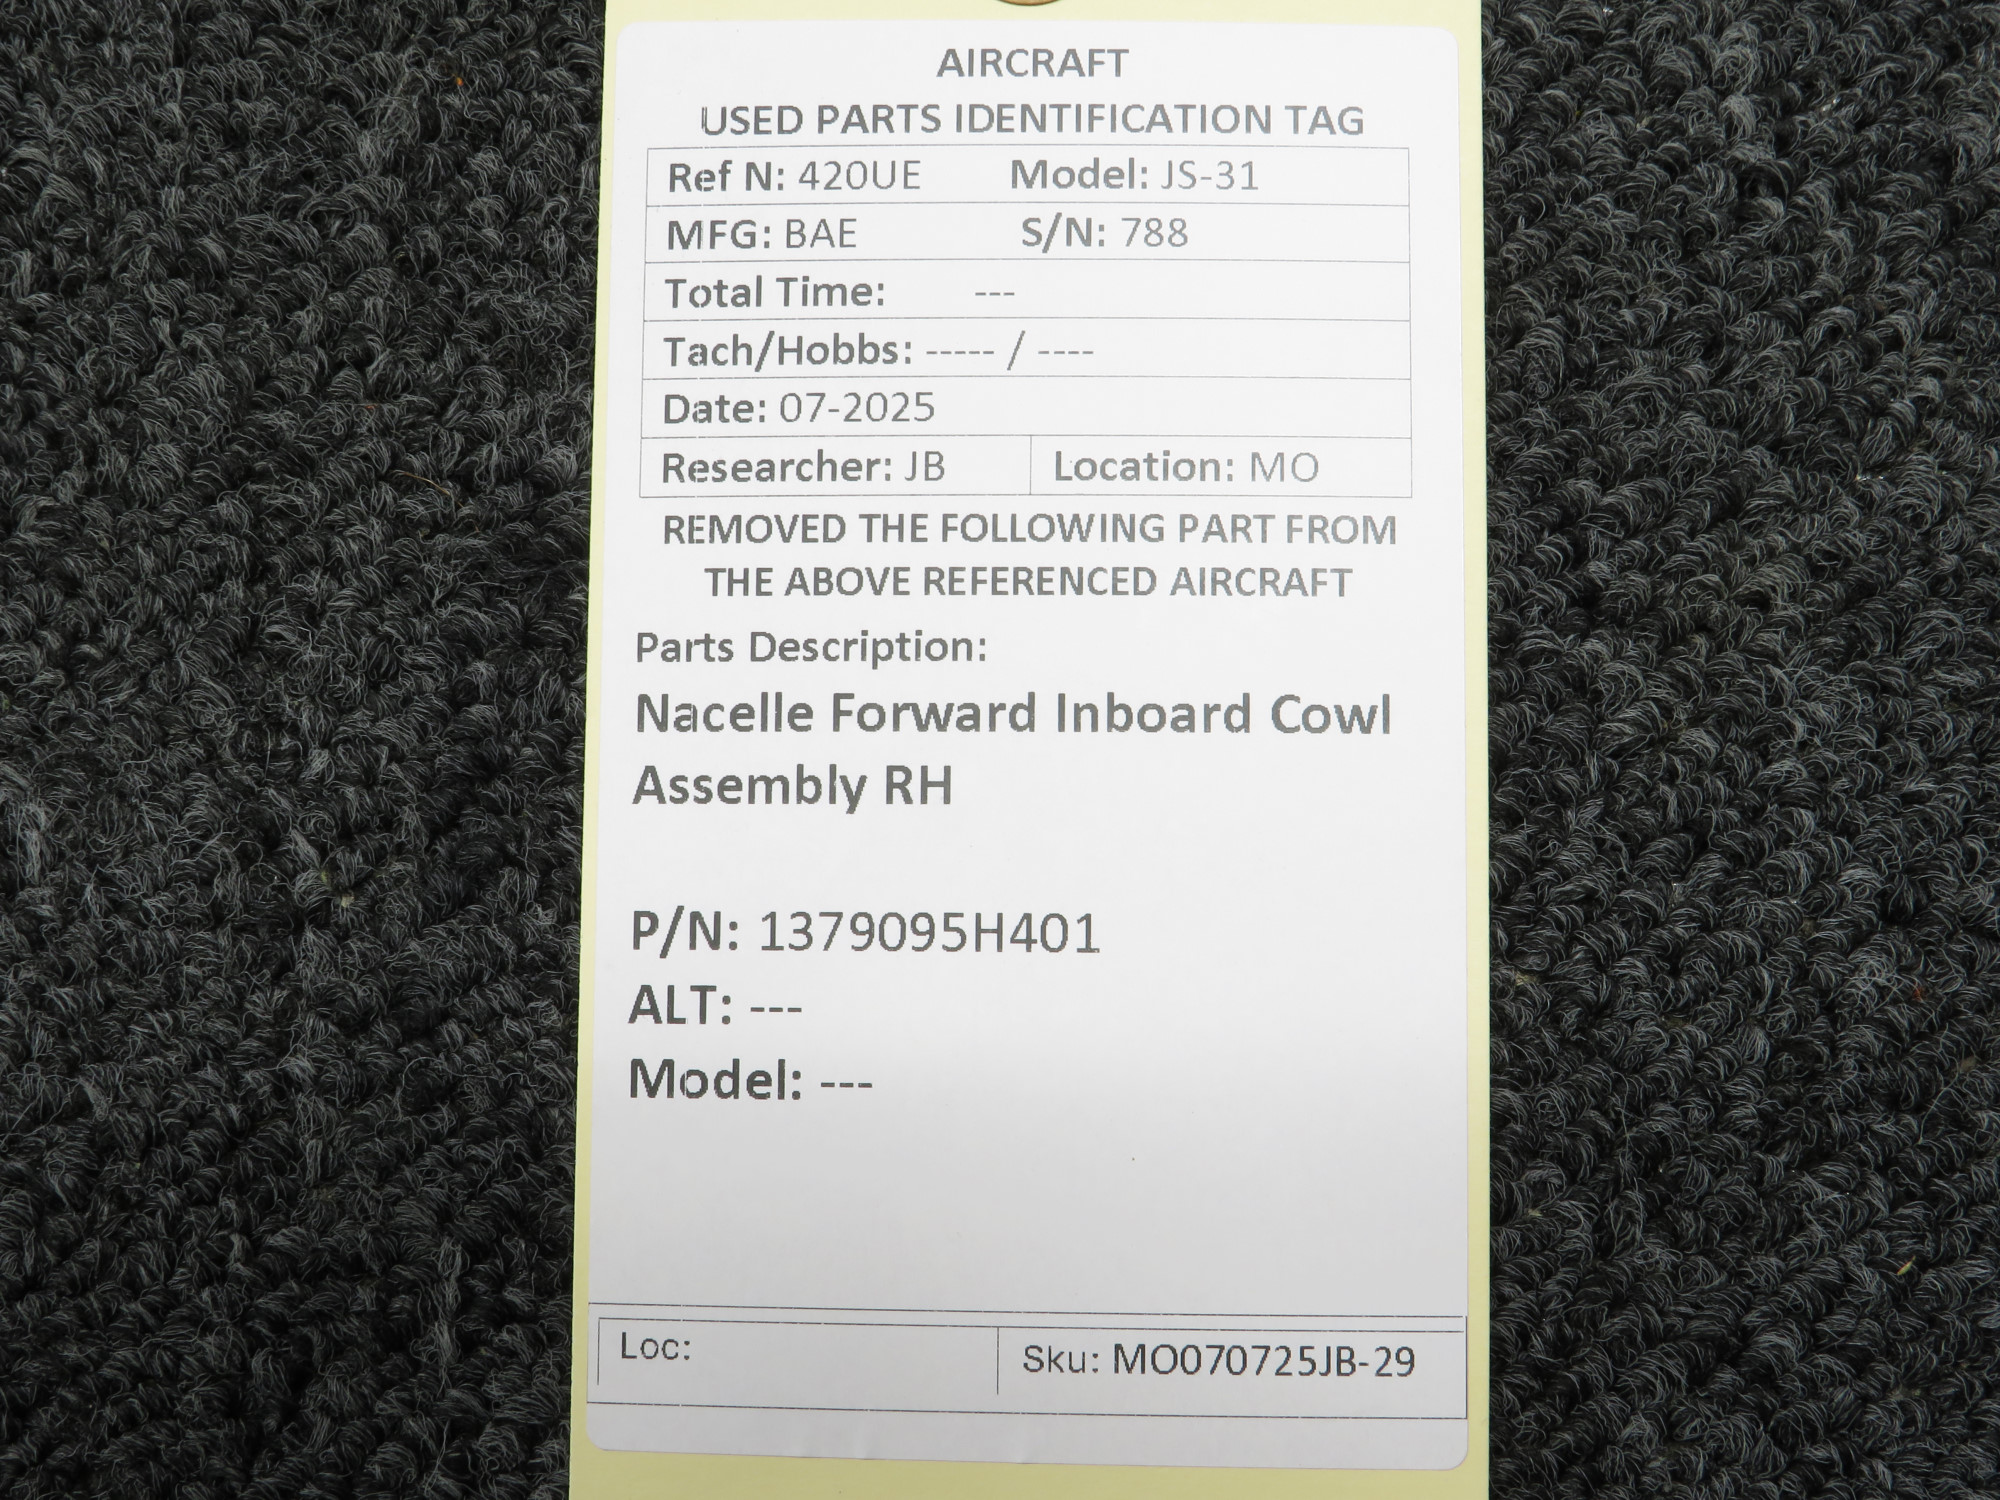 AIRCRAFT
USED PARTS IDENTIFICATION TAG
Ref N: 420UE Model: JS-31
MFG: BAE S/N: 788
Total Time: ---
Tach/Hobbs: ----- / ----
Date: 07-2025
Researcher: JB Location: MO
REMOVED THE FOLLOWING PART FROM
THE ABOVE REFERENCED AIRCRAFT
Parts Description:
Nacelle Forward Inboard Cowl
Assembly RH
P/N: 1379095H401
ALT: ---
Model: ---
Loc: Sku: MO070725JB-29